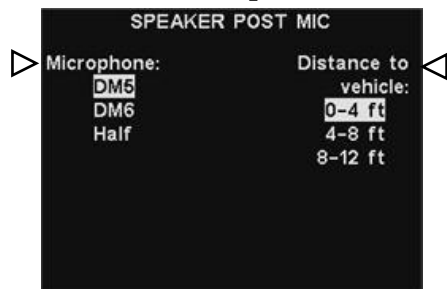 SPEAKER POST MIC
Microphone:
DM5
DM6
Half
Distance to
vehicle:
0-4 ft
4-8 ft
8-12 ft